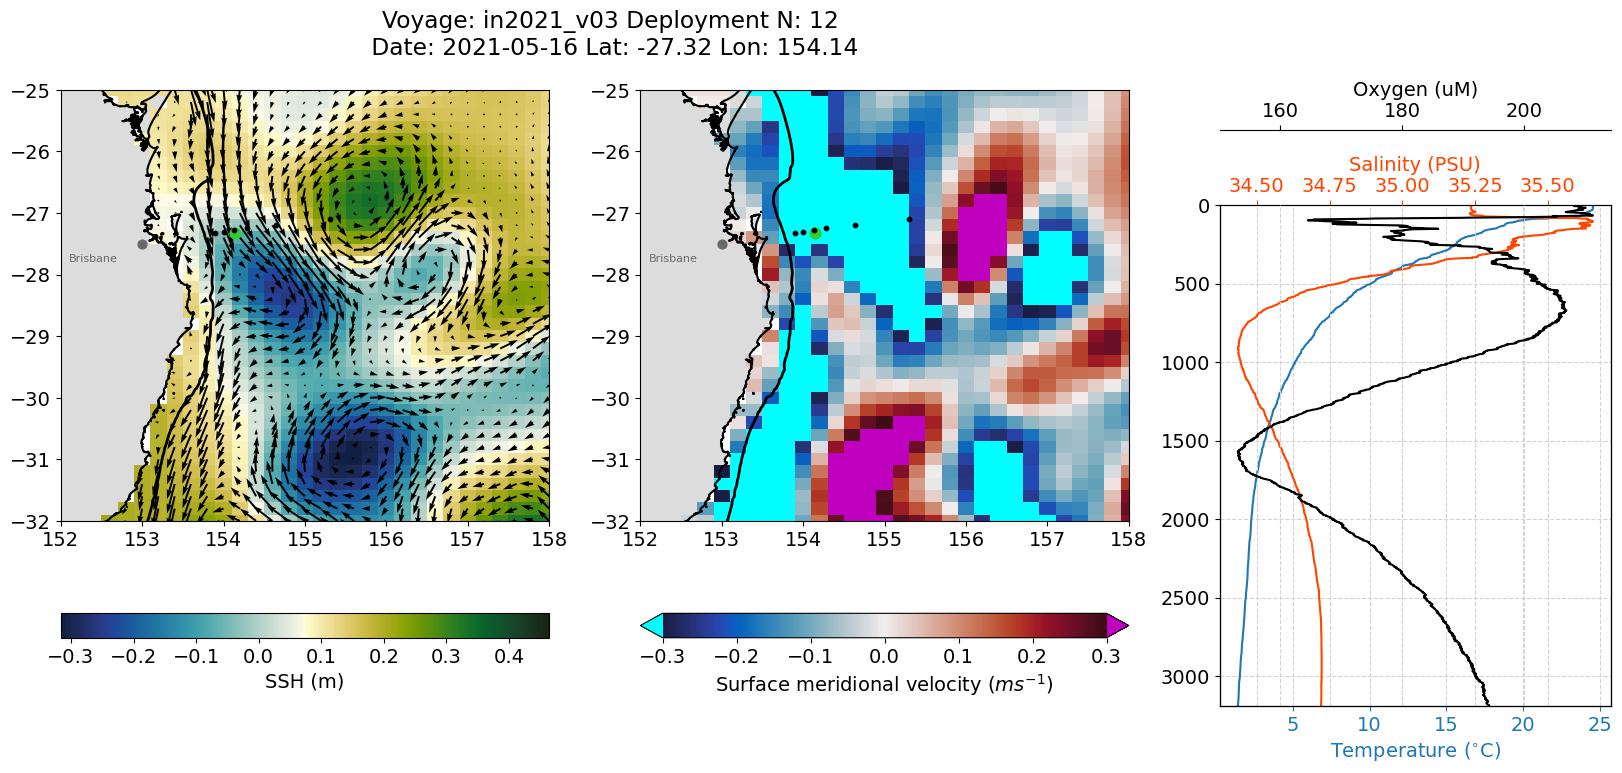 Voyage: in2021_v03 Deployment N: 12
Date: 2021-05-16 Lat: -27.32 Lon: 154.14
−25
−26
−27
−28
−29
−30
−31
−32
152 153 154 155 156 157 158
Brisbane
−0.3 −0.2 −0.1 0.0 0.1 0.2 0.3 0.4
SSH (m)
−25
−26
−27
−28
−29
−30
−31
−32
152 153 154 155 156 157 158
Brisbane
−0.3 −0.2 −0.1 0.0 0.1 0.2 0.3
Surface meridional velocity (ms⁻¹)
Oxygen (uM)
160 180 200
Salinity (PSU)
34.50 34.75 35.00 35.25 35.50
0
500
1000
1500
2000
2500
3000
5 10 15 20 25
Temperature (°C)